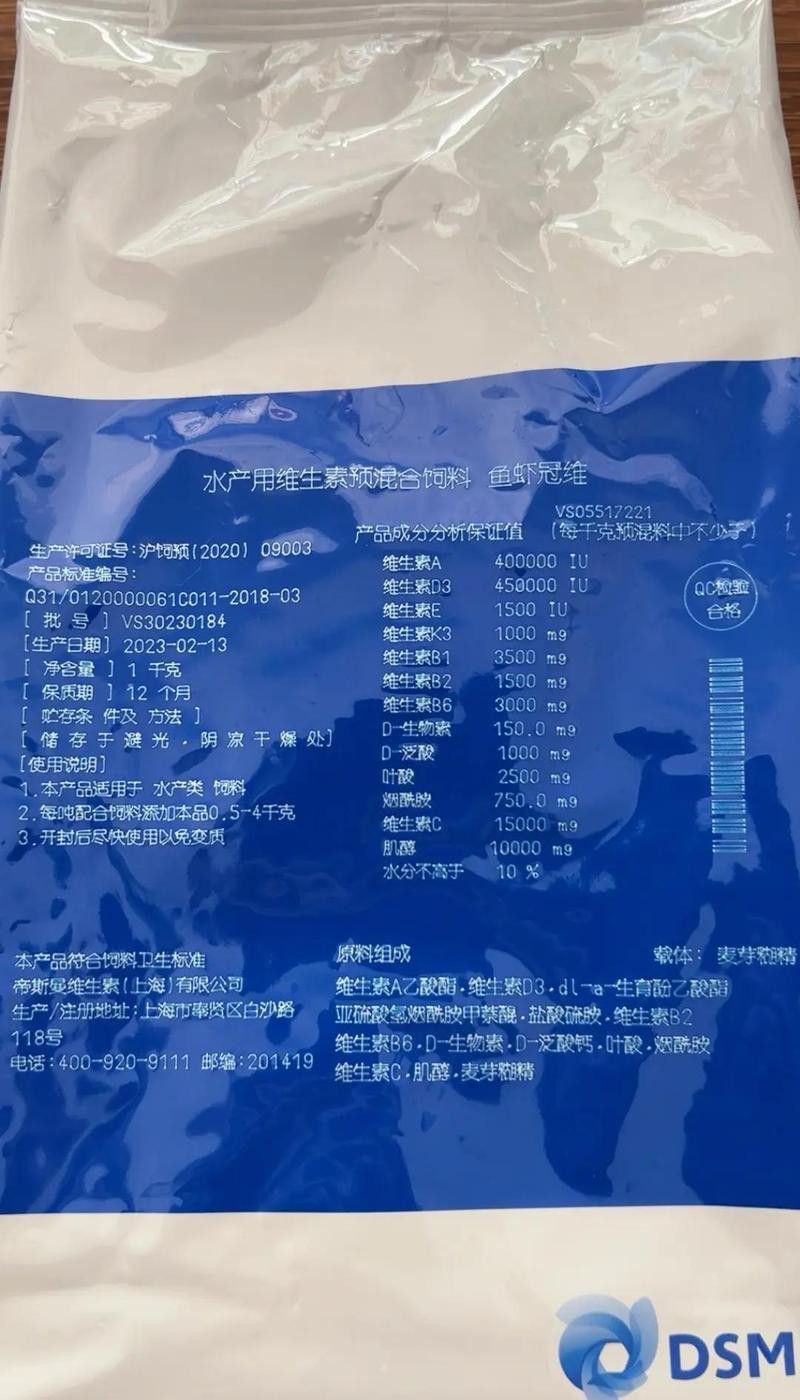 水产用维生素预混合饲料 鱼虾冠维
VS05517221
生产许可证号:沪饲预(2020) 09003
产品标准编号:
Q31/0120000061C011-2018-03
[ 批 号 ] VS30230184
[生产日期] 2023-02-13
[ 净含量 ] 1 千克
[ 保质期 ] 12 个月
[ 贮存条 件及 方法 ]
[ 储 存 于 避 光 , 阴 凉 干 燥 处]
[使用说明]
1.本产品适用于 水产类 饲料
2.每吨配合饲料添加本品0.5-4千克
3.开封后尽快使用以免变质
产品成分分析保证值 (每千克预混料中不少于)
维生素A 400000 IU
维生素D3 450000 IU
维生素E 1500 IU
维生素K3 1000 mg
维生素B1 3500 mg
维生素B2 1500 mg
维生素B6 3000 mg
D-生物素 150.0 mg
D-泛酸 1000 mg
叶酸 2500 mg
烟酰胺 750.0 mg
维生素C 15000 mg
肌醇 10000 mg
水分不高于 10 %
QC检验
合格
本产品符合饲料卫生标准
帝斯曼维生素(上海)有限公司
生产/注册地址:上海市奉贤区白沙路
118号
电话:400-920-9111 邮编:201419
原料组成 载体: 麦芽糊精
维生素A乙酸酯,维生素D3,dl-a-生育酚乙酸酯
亚硫酸氢烟酰胺甲萘醌,盐酸硫胺,维生素B2
维生素B6,D-生物素,D-泛酸钙,叶酸,烟酰胺
维生素C,肌醇,麦芽糊精
DSM